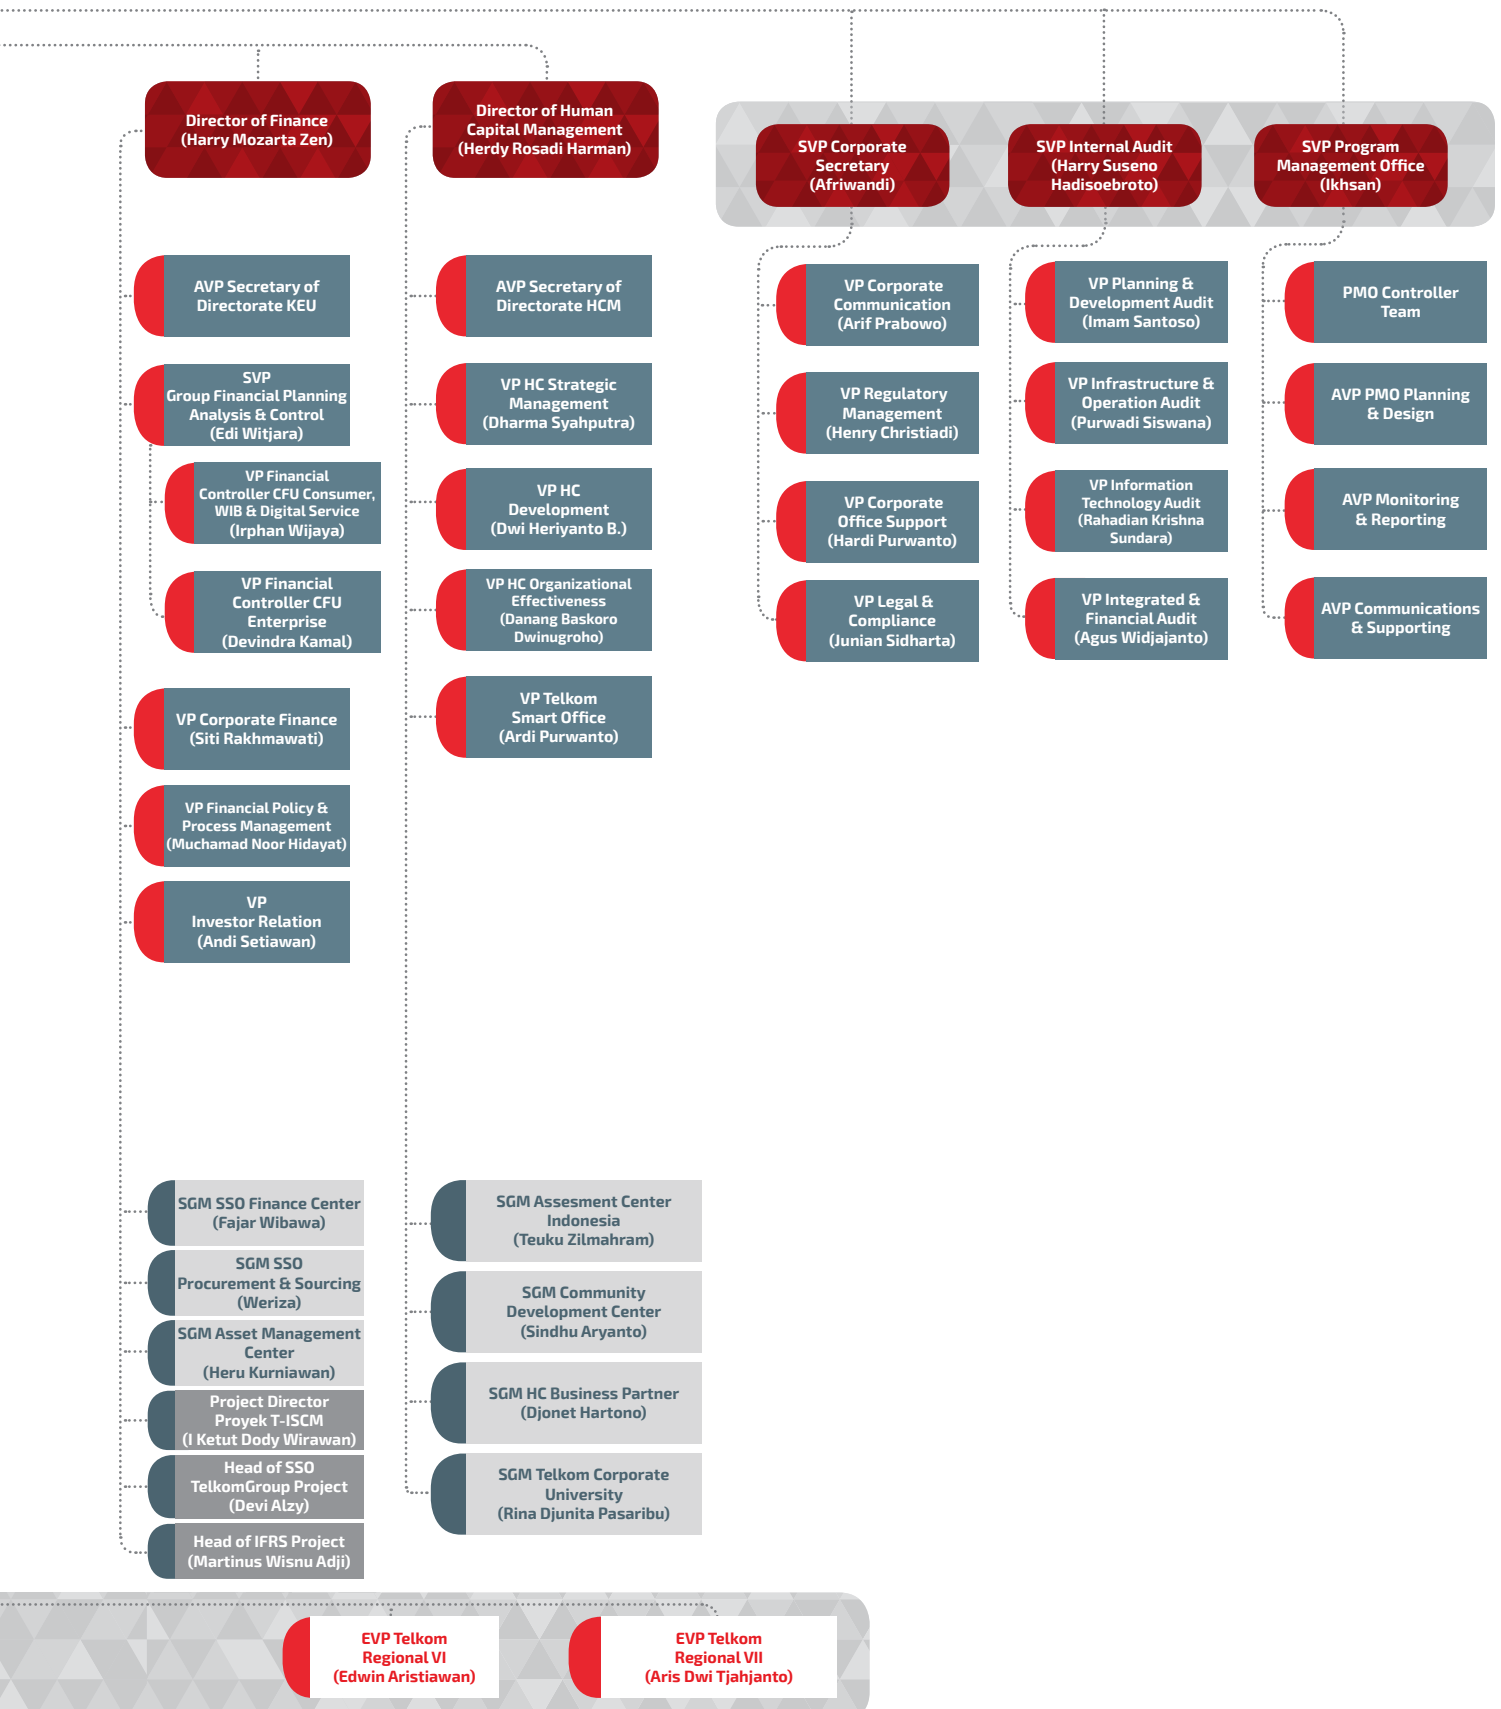 Director of Finance
(Harry Mozarta Zen)
AVP Secretary of
Directorate KEU
SVP
Group Financial Planning
Analysis & Control
(Edi Witjara)
VP Financial
Controller CFU Consumer,
WIB & Digital Service
(Irphan Wijaya)
VP Financial
Controller CFU
Enterprise
(Devindra Kamal)
VP Corporate Finance
(Siti Rakhmawati)
VP Financial Policy &
Process Management
(Muchamad Noor Hidayat)
VP
Investor Relation
(Andi Setiawan)
SGM SSO Finance Center
(Fajar Wibawa)
SGM SSO
Procurement & Sourcing
(Weriza)
SGM Asset Management
Center
(Heru Kurniawan)
Project Director
Proyek T-ISCM
(I Ketut Dody Wirawan)
Head of SSO
TelkomGroup Project
(Devi Alzy)
Head of IFRS Project
(Martinus Wisnu Adji)
Director of Human
Capital Management
(Herdy Rosadi Harman)
AVP Secretary of
Directorate HCM
VP HC Strategic
Management
(Dharma Syahputra)
VP HC
Development
(Dwi Heriyanto B.)
VP HC Organizational
Effectiveness
(Danang Baskoro
Dwinugroho)
VP Telkom
Smart Office
(Ardi Purwanto)
SGM Assesment Center
Indonesia
(Teuku Zilmahram)
SGM Community
Development Center
(Sindhu Aryanto)
SGM HC Business Partner
(Djonet Hartono)
SGM Telkom Corporate
University
(Rina Djunita Pasaribu)
SVP Corporate
Secretary
(Afriwandi)
VP Corporate
Communication
(Arif Prabowo)
VP Regulatory
Management
(Henry Christiadi)
VP Corporate
Office Support
(Hardi Purwanto)
VP Legal &
Compliance
(Junian Sidharta)
SVP Internal Audit
(Harry Suseno
Hadisoebroto)
VP Planning &
Development Audit
(Imam Santoso)
VP Infrastructure &
Operation Audit
(Purwadi Siswana)
VP Information
Technology Audit
(Rahadian Krishna
Sundara)
VP Integrated &
Financial Audit
(Agus Widjajanto)
SVP Program
Management Office
(Ikhsan)
PMO Controller
Team
AVP PMO Planning
& Design
AVP Monitoring
& Reporting
AVP Communications
& Supporting
EVP Telkom
Regional VI
(Edwin Aristiawan)
EVP Telkom
Regional VII
(Aris Dwi Tjahjanto)